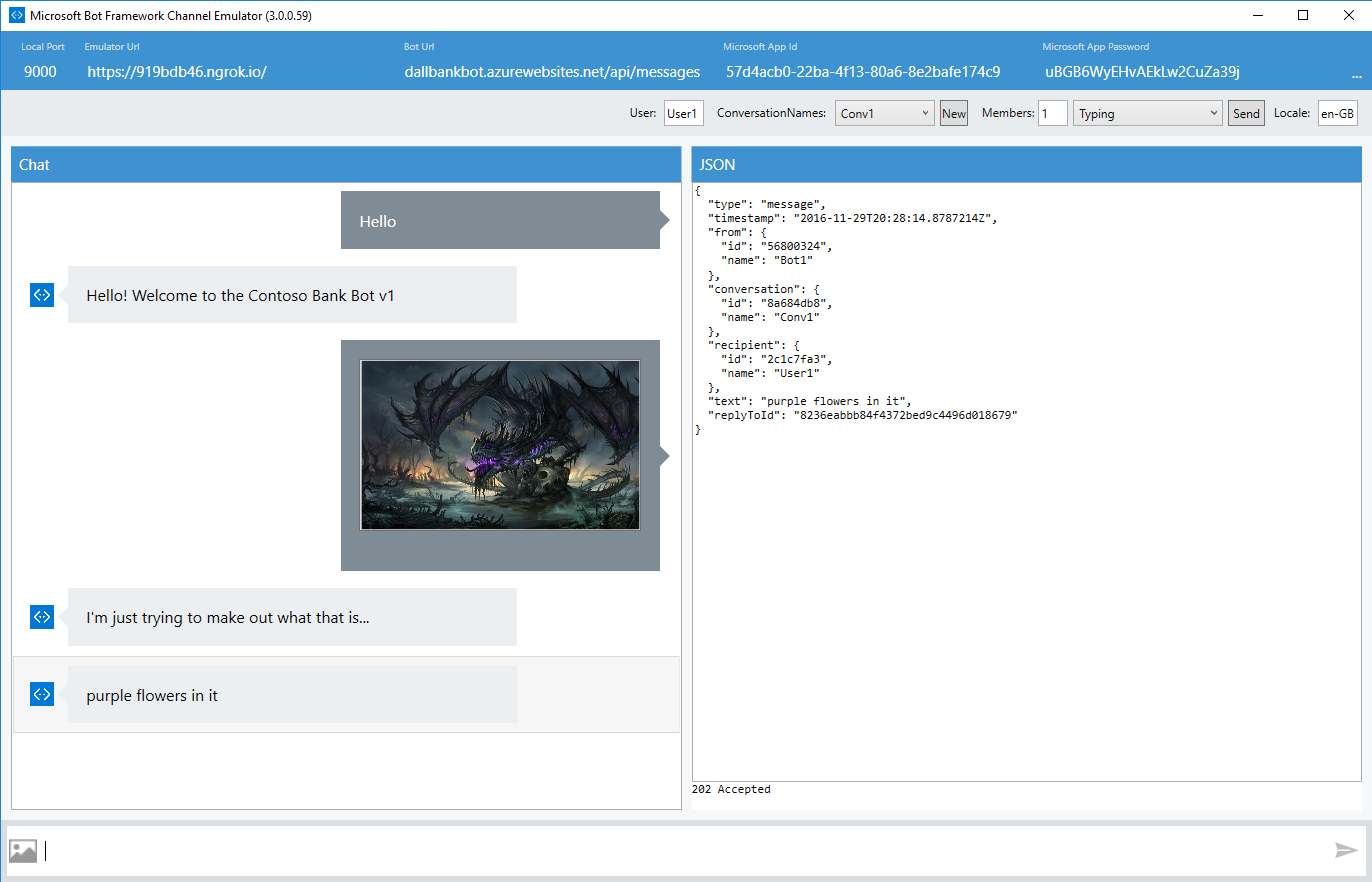 Microsoft Bot Framework Channel Emulator (3.0.0.59)
Local Port Emulator Url Bot Url Microsoft App Id Microsoft App Password
9000 https://919bdb46.ngrok.io/ dallbankbot.azurewebsites.net/api/messages 57d4acb0-22ba-4f13-80a6-8e2bafe174c9 uBGB6WyEHvAEkLw2CuZa39j ...
User: User1 ConversationNames: Conv1 New Members: 1 Typing Send Locale: en-GB
Chat
Hello
Hello! Welcome to the Contoso Bank Bot v1
I'm just trying to make out what that is...
purple flowers in it
JSON
{
"type": "message",
"timestamp": "2016-11-29T20:28:14.8787214Z",
"from": {
"id": "56800324",
"name": "Bot1"
},
"conversation": {
"id": "8a684db8",
"name": "Conv1"
},
"recipient": {
"id": "2c1c7fa3",
"name": "User1"
},
"text": "purple flowers in it",
"replyToId": "8236eabbb84f4372bed9c4496d018679"
}
202 Accepted